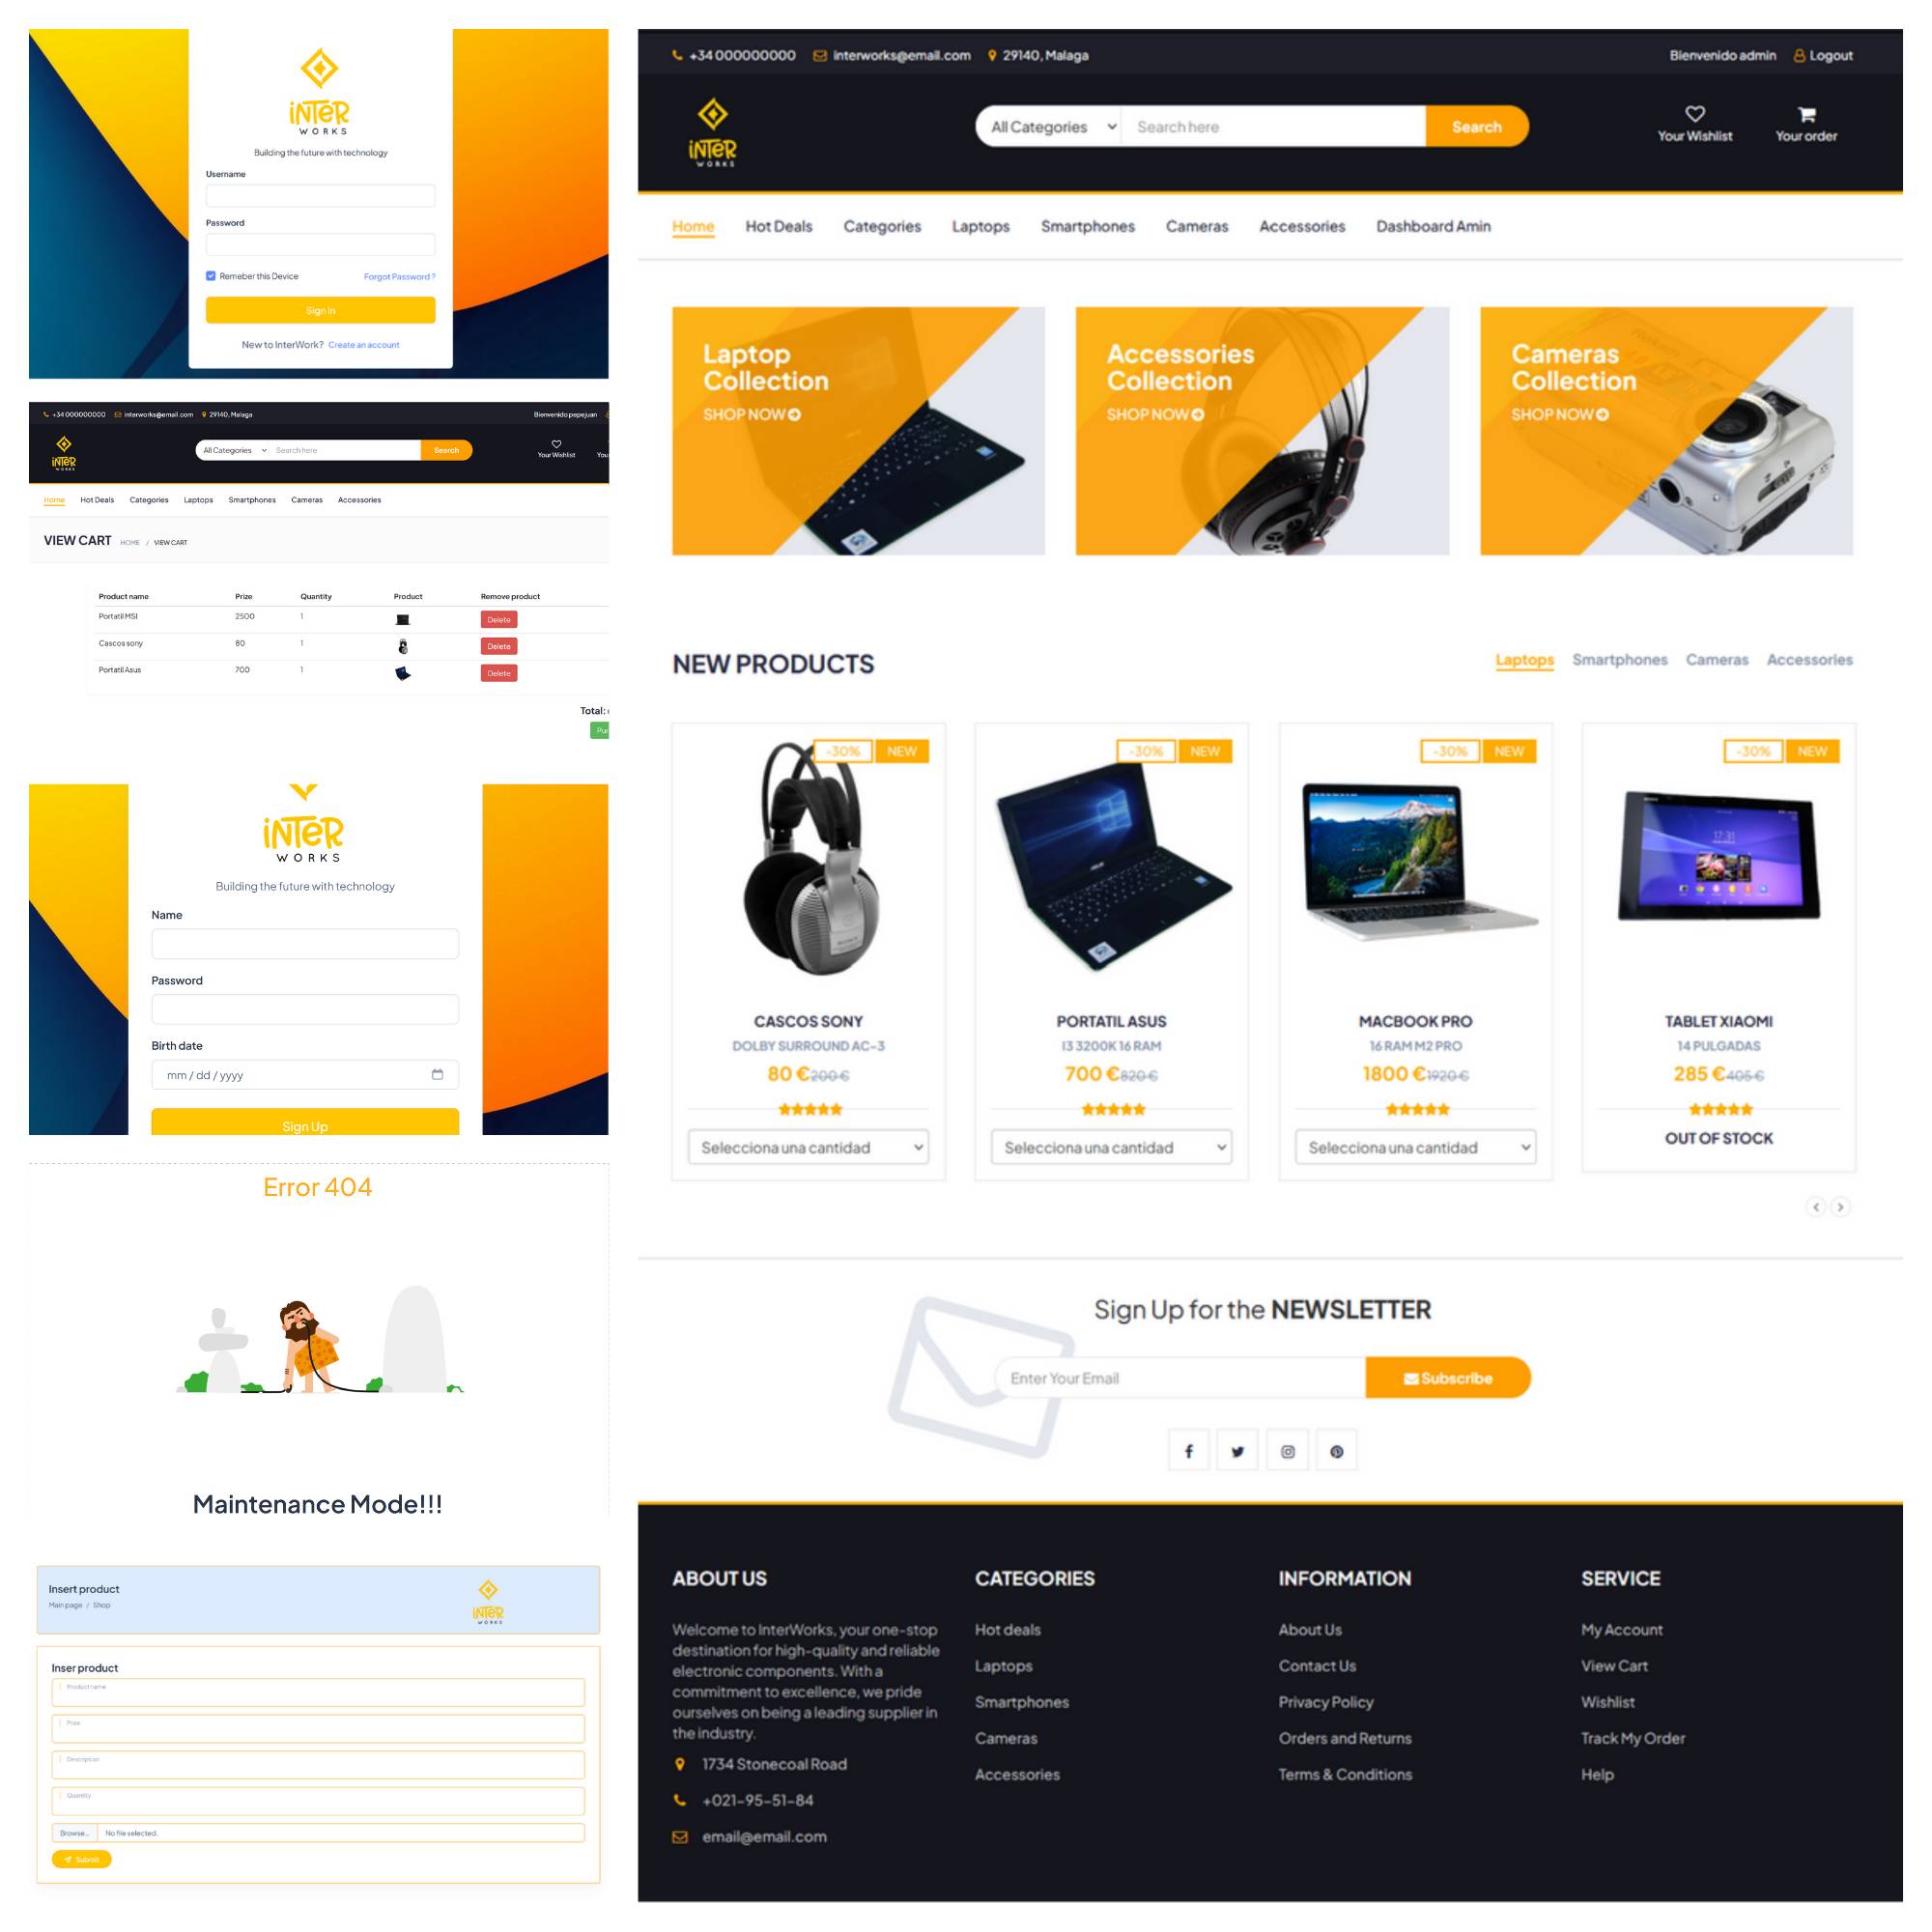 iNTeR
WORKS
Building the future with technology
Username
Password
Remeber this Device
Forgot Password ?
Sign In
New to InterWork? Create an account
+34 000000000 interworks@email.com 29140, Malaga
Bienvenido pepejuan
iNTeR
WORKS
All Categories Search here Search
Your Wishlist
You
Home Hot Deals Categories Laptops Smartphones Cameras Accessories
VIEW CART HOME / VIEW CART
Product name Prize Quantity Product Remove product
Portatil MSI 2500 1 Delete
Cascos sony 80 1 Delete
Portatil Asus 700 1 Delete
Total:
Pur
iNTeR
WORKS
Building the future with technology
Name
Password
Birth date
mm / dd / yyyy
Sign Up
Error 404
Maintenance Mode!!!
Insert product
Main page / Shop
iNTeR
WORKS
Inser product
Product name
Prize
Description
Quantity
Browse... No file selected.
Submit
+34 000000000 interworks@email.com 29140, Malaga
Bienvenido admin Logout
iNTeR
WORKS
All Categories Search here Search
Your Wishlist Your order
Home Hot Deals Categories Laptops Smartphones Cameras Accessories Dashboard Amin
Laptop
Collection
SHOP NOW
Accessories
Collection
SHOP NOW
Cameras
Collection
SHOP NOW
NEW PRODUCTS
Laptops Smartphones Cameras Accessories
-30% NEW
CASCOS SONY
DOLBY SURROUND AC-3
80 € 200 €
Selecciona una cantidad
-30% NEW
PORTATIL ASUS
I3 3200K 16 RAM
700 € 820 €
Selecciona una cantidad
-30% NEW
MACBOOK PRO
16 RAM M2 PRO
1800 € 1920 €
Selecciona una cantidad
-30% NEW
17:31
TABLET XIAOMI
14 PULGADAS
285 € 405 €
OUT OF STOCK
Sign Up for the NEWSLETTER
Enter Your Email
Subscribe
ABOUT US
Welcome to InterWorks, your one-stop
destination for high-quality and reliable
electronic components. With a
commitment to excellence, we pride
ourselves on being a leading supplier in
the industry.
1734 Stonecoal Road
+021-95-51-84
email@email.com
CATEGORIES
Hot deals
Laptops
Smartphones
Cameras
Accessories
INFORMATION
About Us
Contact Us
Privacy Policy
Orders and Returns
Terms & Conditions
SERVICE
My Account
View Cart
Wishlist
Track My Order
Help